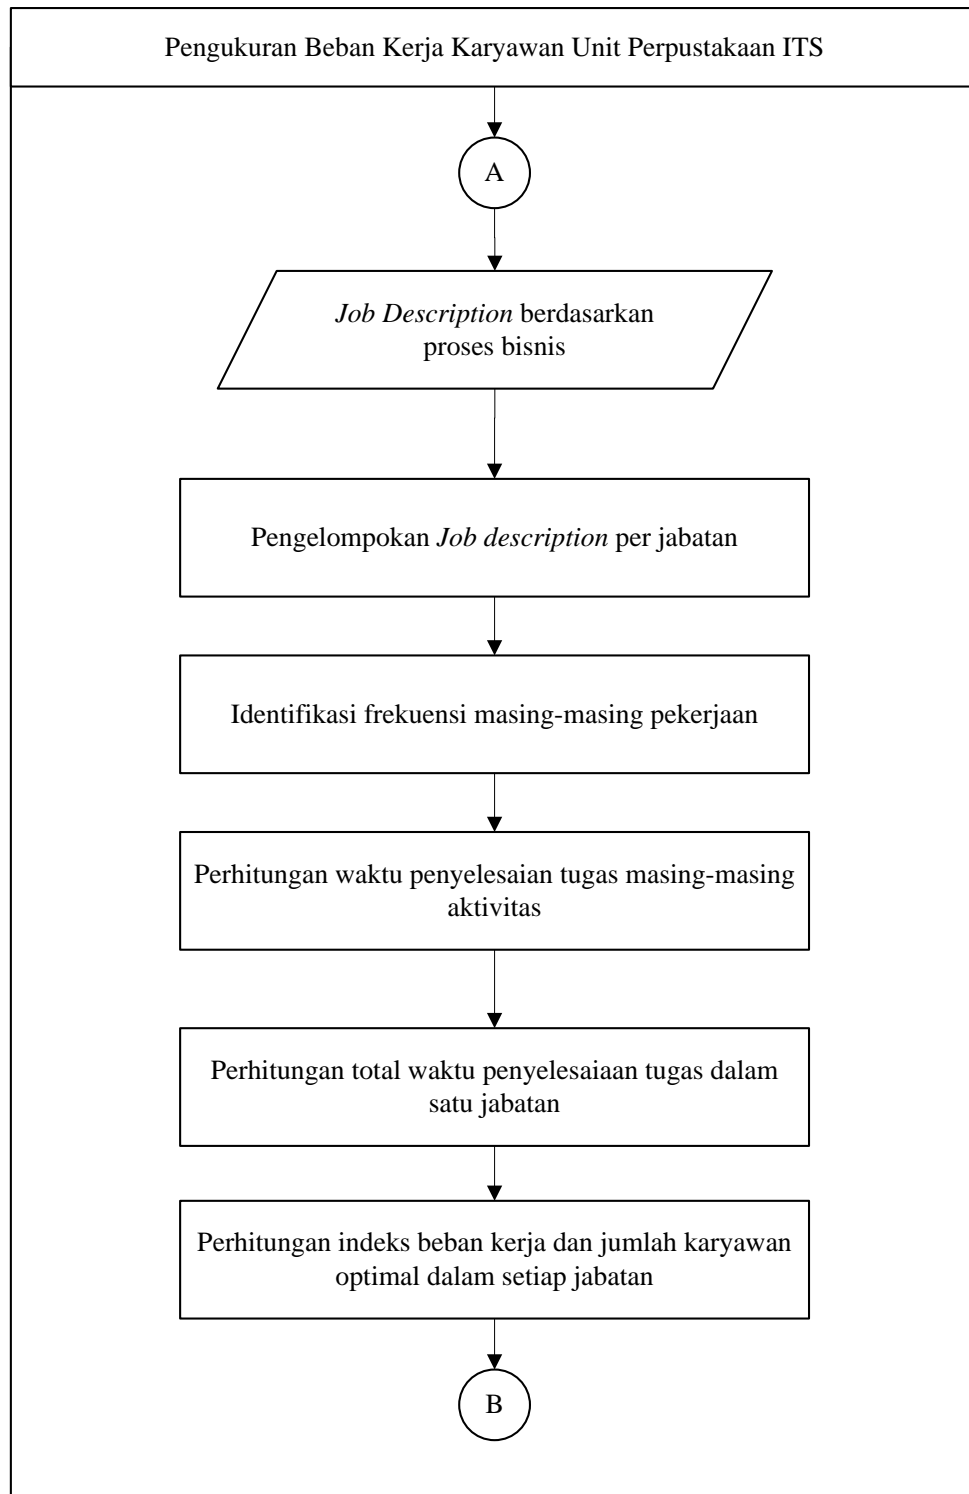 Pengukuran Beban Kerja Karyawan Unit Perpustakaan ITS
A
Job Description berdasarkan
proses bisnis
Pengelompokan Job description per jabatan
Identifikasi frekuensi masing-masing pekerjaan
Perhitungan waktu penyelesaian tugas masing-masing
aktivitas
Perhitungan total waktu penyelesaiaan tugas dalam
satu jabatan
Perhitungan indeks beban kerja dan jumlah karyawan
optimal dalam setiap jabatan
B